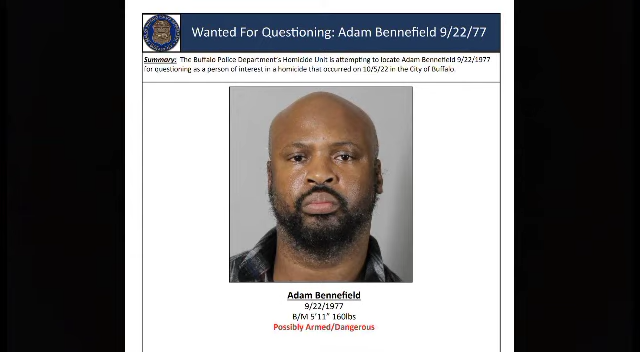 Wanted For Questioning: Adam Bennefield 9/22/77
Summary: The Buffalo Police Department's Homicide Unit is attempting to locate Adam Bennefield 9/22/1977
for questioning as a person of interest in a homicide that occurred on 10/5/22 in the City of Buffalo.
Adam Bennefield
9/22/1977
B/M 5'11" 160lbs
Possibly Armed/Dangerous